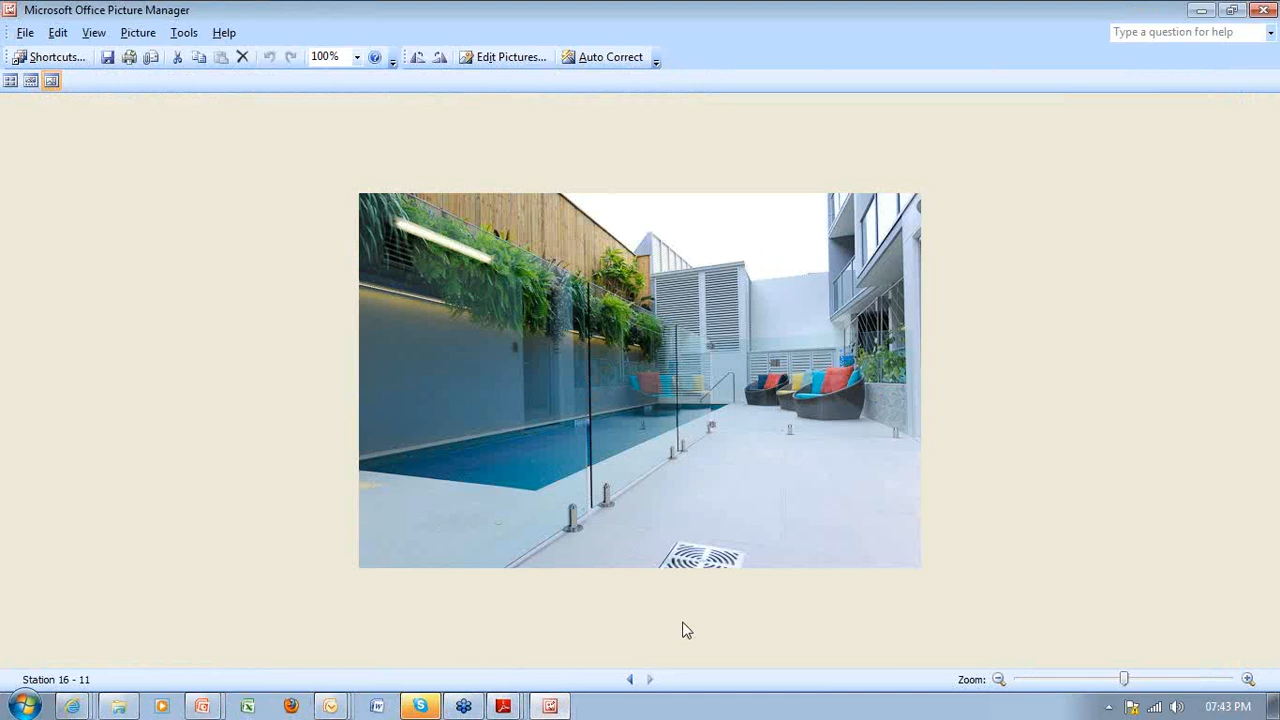 Microsoft Office Picture Manager
File Edit View Picture Tools Help
Type a question for help
Shortcuts... 100% Edit Pictures... Auto Correct
Station 16 - 11
Zoom:
07:43 PM